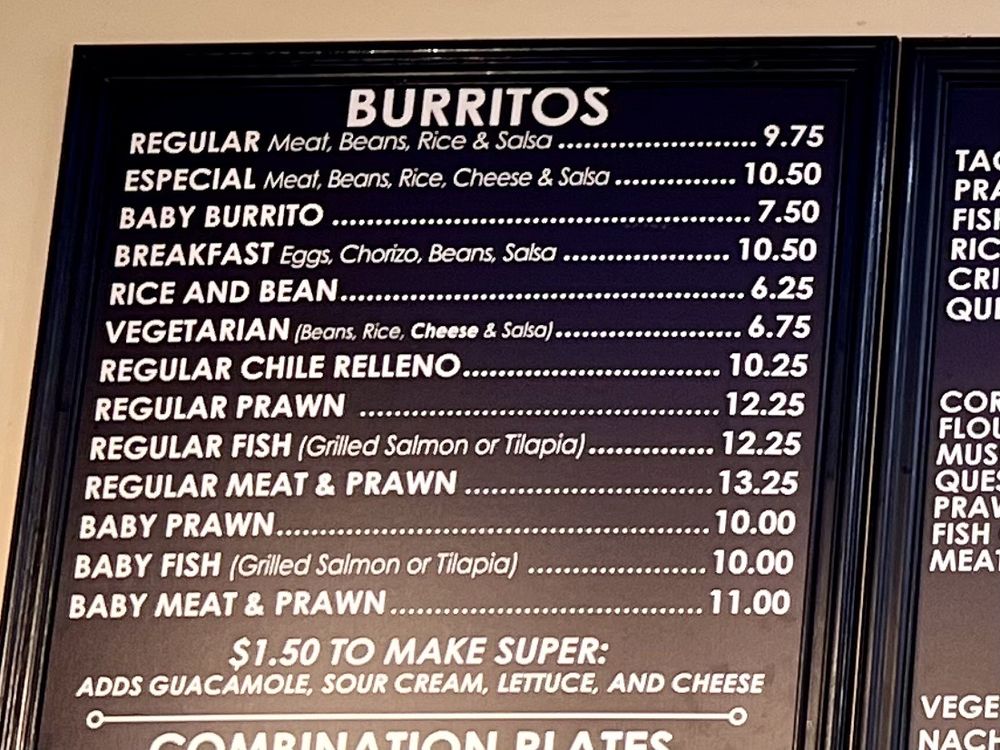 BURRITOS
REGULAR Meat, Beans, Rice & Salsa ........................ 9.75
ESPECIAL Meat, Beans, Rice, Cheese & Salsa ............... 10.50
BABY BURRITO ..................................................... 7.50
BREAKFAST Eggs, Chorizo, Beans, Salsa ..................... 10.50
RICE AND BEAN................................................... 6.25
VEGETARIAN (Beans, Rice, Cheese & Salsa)....................... 6.75
REGULAR CHILE RELLENO................................ 10.25
REGULAR PRAWN ............................................. 12.25
REGULAR FISH (Grilled Salmon or Tilapia)................ 12.25
REGULAR MEAT & PRAWN ............................... 13.25
BABY PRAWN...................................................... 10.00
BABY FISH (Grilled Salmon or Tilapia) ...................... 10.00
BABY MEAT & PRAWN....................................... 11.00
$1.50 TO MAKE SUPER:
ADDS GUACAMOLE, SOUR CREAM, LETTUCE, AND CHEESE
COMBINATION PLATES
FISH